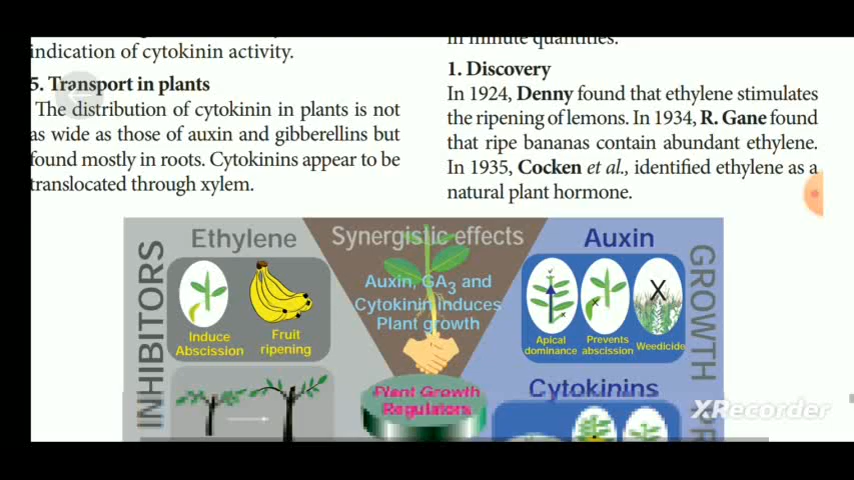 indication of cytokinin activity.
5. Transport in plants
The distribution of cytokinin in plants is not
as wide as those of auxin and gibberellins but
found mostly in roots. Cytokinins appear to be
translocated through xylem.
in minute quantities.
1. Discovery
In 1924, Denny found that ethylene stimulates
the ripening of lemons. In 1934, R. Gane found
that ripe bananas contain abundant ethylene.
In 1935, Cocken et al., identified ethylene as a
natural plant hormone.
INHIBITORS
Ethylene
Induce
Abscission
Fruit
ripening
Synergistic effects
Auxin, GA3 and
Cytokinin induces
Plant growth
Plant Growth
Regulators
Auxin
Apical
dominance
Prevents
abscission
Weedicide
Cytokinins
GROWTH
XRecorder